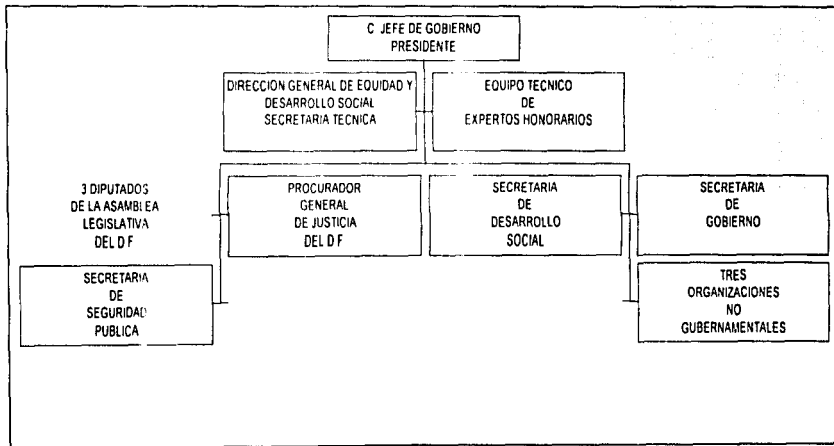 C JEFE DE GOBIERNO
PRESIDENTE
DIRECCION GENERAL DE EQUIDAD Y
DESARROLLO SOCIAL
SECRETARIA TECNICA
EQUIPO TECNICO
DE
EXPERTOS HONORARIOS
3 DIPUTADOS
DE LA ASAMBLEA
LEGISLATIVA
DEL D F
PROCURADOR
GENERAL
DE JUSTICIA
DEL D F
SECRETARIA
DE
DESARROLLO
SOCIAL
SECRETARIA
DE
GOBIERNO
SECRETARIA
DE
SEGURIDAD
PUBLICA
TRES
ORGANIZACIONES
NO
GUBERNAMENTALES